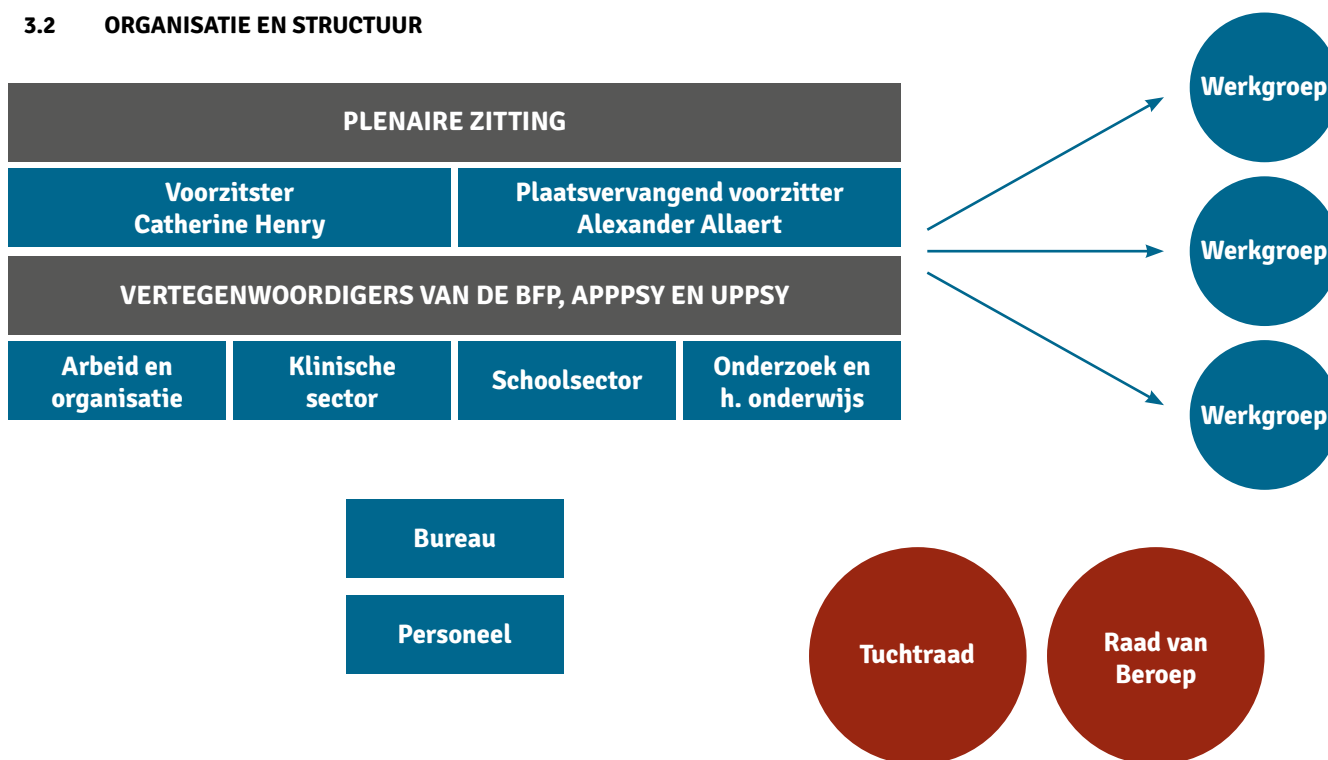 3.2 ORGANISATIE EN STRUCTUUR
PLENAIRE ZITTING
Voorzitster
Catherine Henry
Plaatsvervangend voorzitter
Alexander Allaert
VERTEGENWOORDIGERS VAN DE BFP, APPPSY EN UPPSY
Arbeid en
organisatie
Klinische
sector
Schoolsector
Onderzoek en
h. onderwijs
Werkgroep
Werkgroep
Werkgroep
Bureau
Personeel
Tuchtraad
Raad van
Beroep